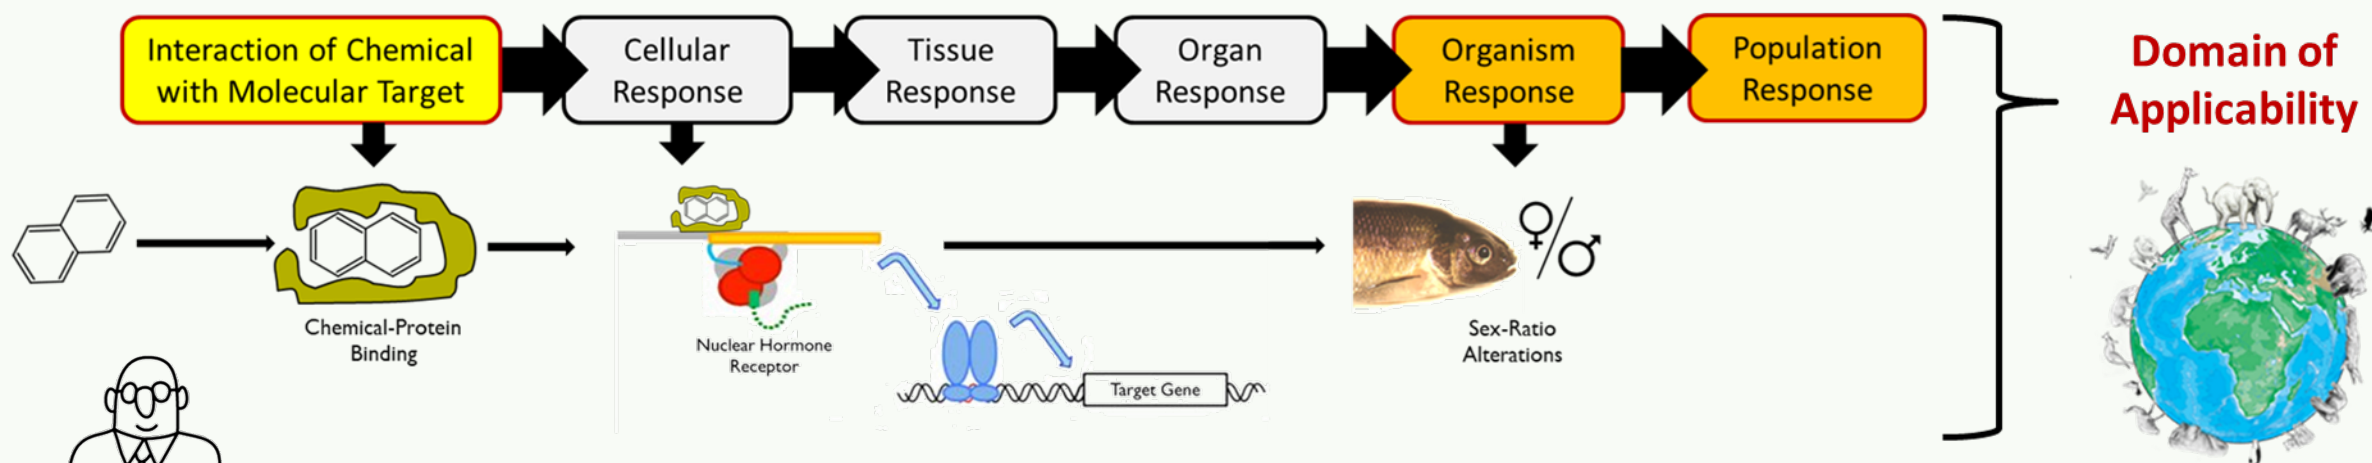 Interaction of Chemical
with Molecular Target
Cellular
Response
Tissue
Response
Organ
Response
Organism
Response
Population
Response
Domain of
Applicability
Chemical-Protein
Binding
Nuclear Hormone
Receptor
Target Gene
Sex-Ratio
Alterations